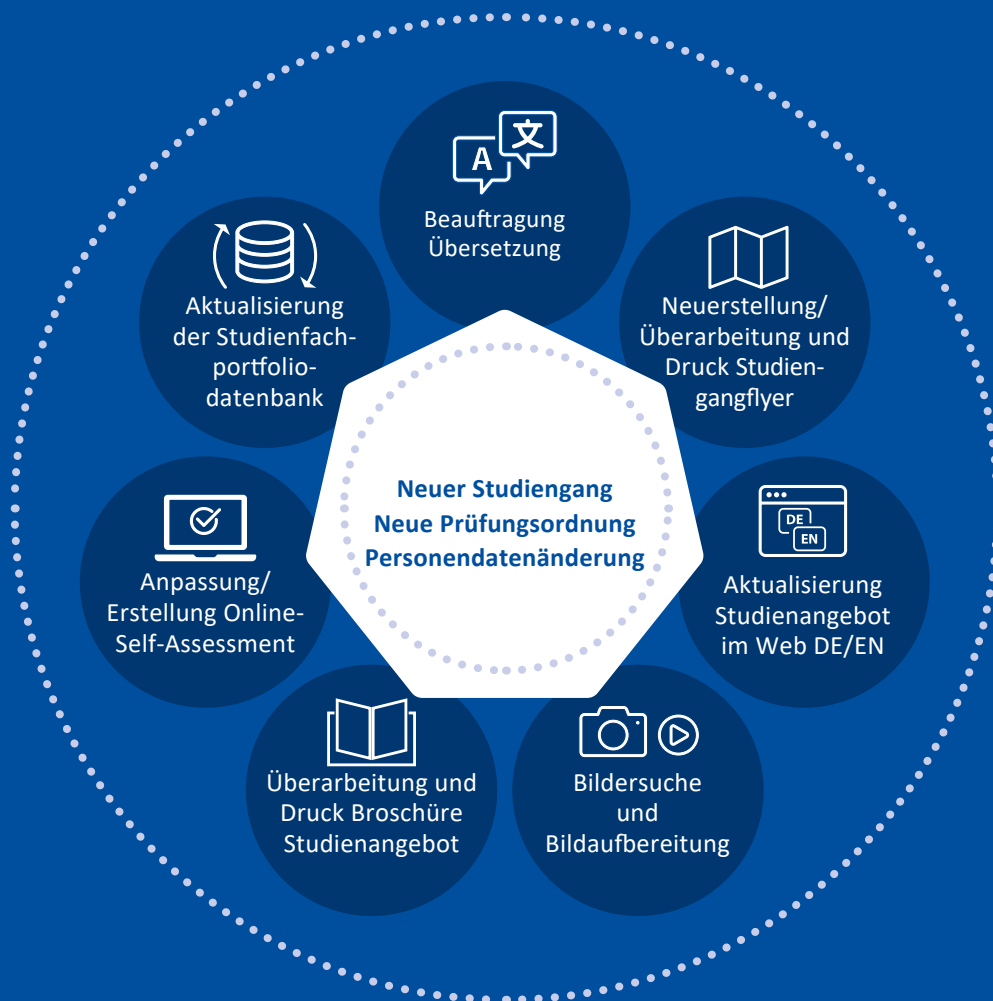 A 文
Beauftragung
Übersetzung
Neuerstellung/
Überarbeitung und
Druck Studien-
gangflyer
DE
EN
Aktualisierung
Studienangebot
im Web DE/EN
Bildersuche
und
Bildaufbereitung
Überarbeitung und
Druck Broschüre
Studienangebot
Anpassung/
Erstellung Online-
Self-Assessment
Aktualisierung
der Studienfach-
portfolio-
datenbank
Neuer Studiengang
Neue Prüfungsordnung
Personendatenänderung